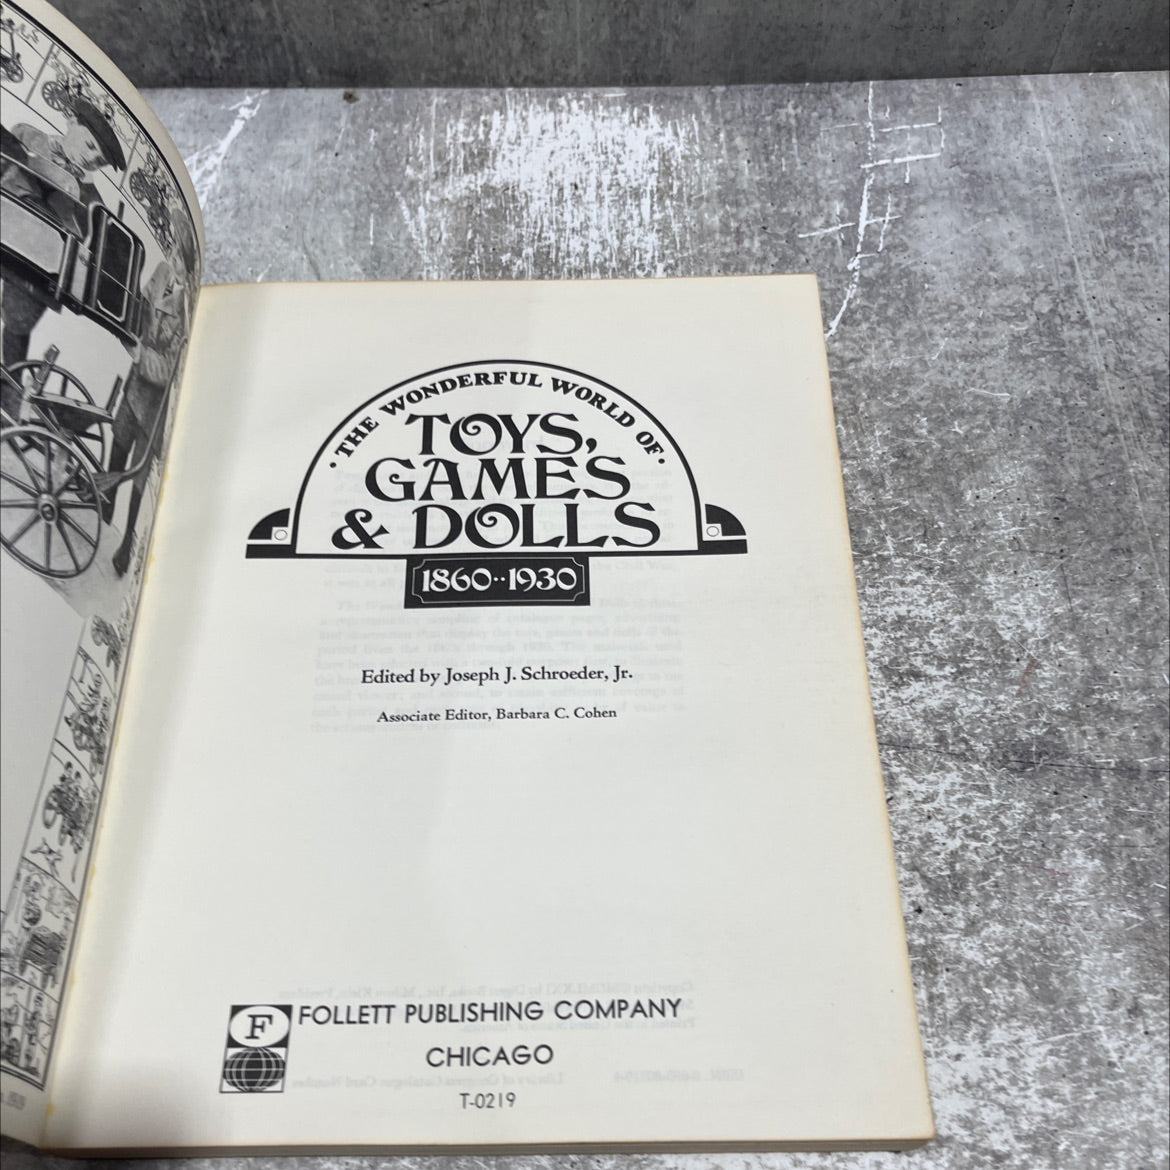 · THE WONDERFUL WORLD OF ·
TOYS,
GAMES
& DOLLS
1860··1930
Edited by Joseph J. Schroeder, Jr.
Associate Editor, Barbara C. Cohen
F
FOLLETT PUBLISHING COMPANY
CHICAGO
T-0219